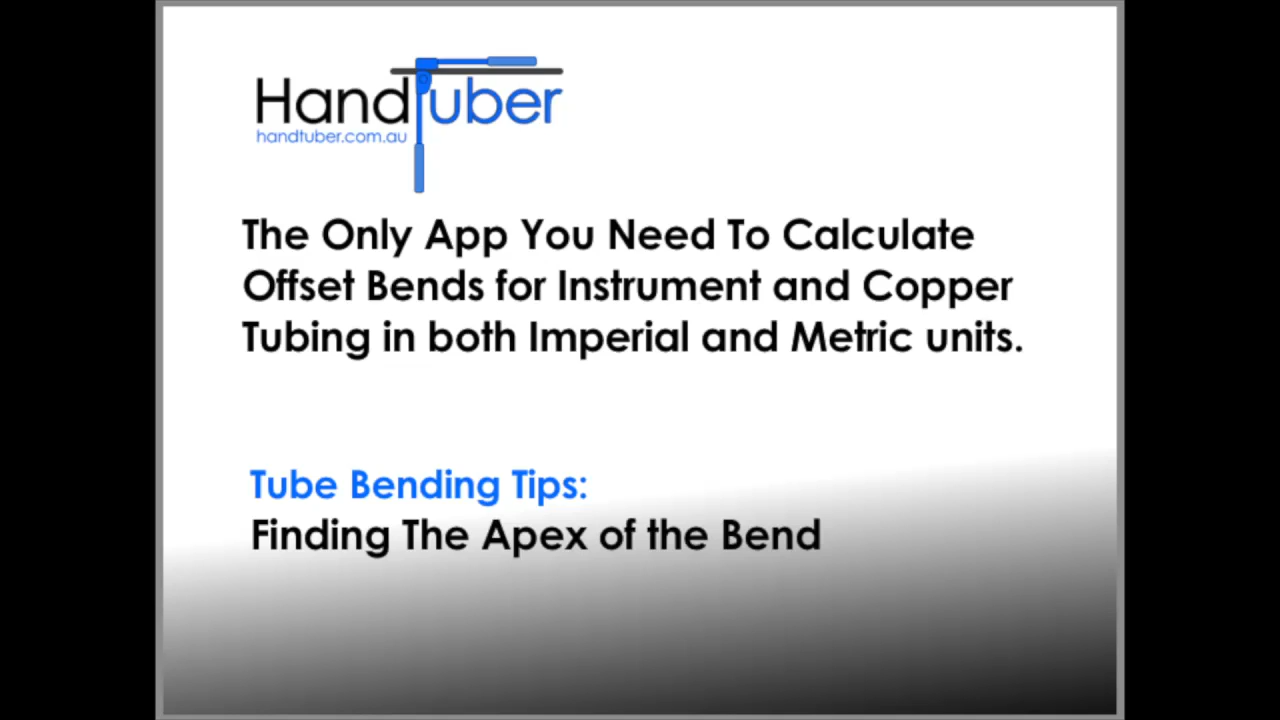 HandTuber
handtuber.com.au
The Only App You Need To Calculate
Offset Bends for Instrument and Copper
Tubing in both Imperial and Metric units.
Tube Bending Tips:
Finding The Apex of the Bend